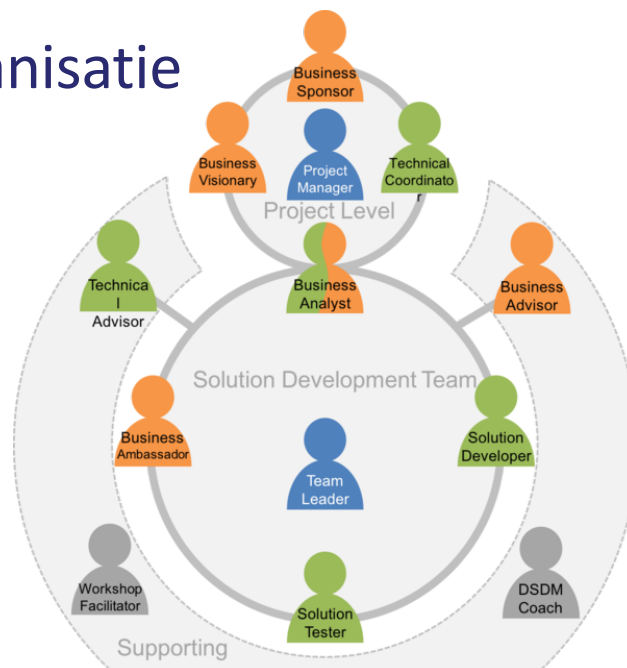 anisatie
Business
Sponsor
Business
Visionary
Project
Manager
Technical
Coordinato
r
Project Level
Technica
l
Advisor
Business
Analyst
Business
Advisor
Solution Development Team
Business
Ambassador
Solution
Developer
Team
Leader
Workshop
Facilitator
Solution
Tester
DSDM
Coach
Supporting